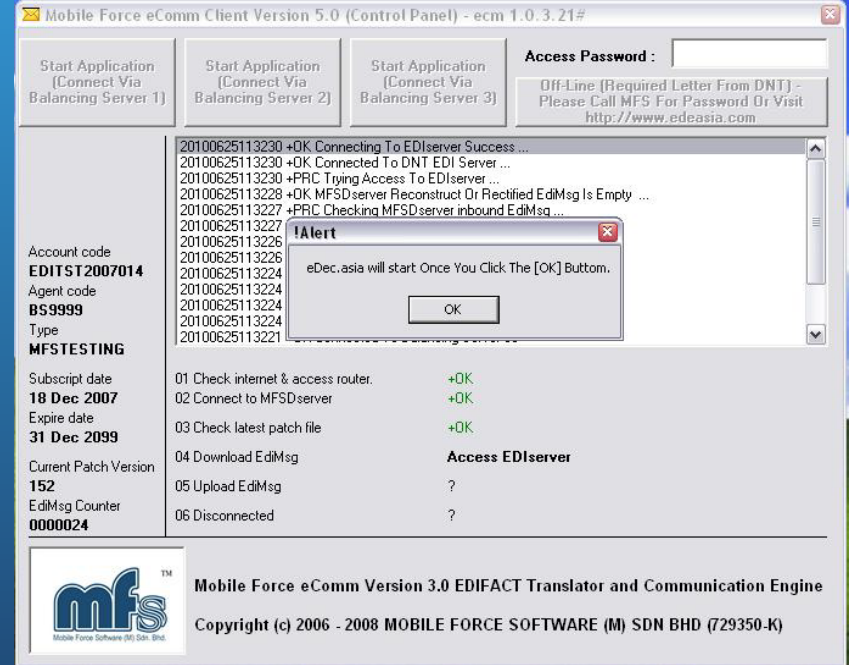 Mobile Force eComm Client Version 5.0 (Control Panel) - ecm 1.0.3.21#
Start Application
(Connect Via
Balancing Server 1)
Start Application
(Connect Via
Balancing Server 2)
Start Application
(Connect Via
Balancing Server 3)
Access Password :
Off-Line (Required Letter From DNT) -
Please Call MFS For Password Or Visit
http://www.edeasia.com
20100625113230 +OK Connecting To EDIserver Success ...
20100625113230 +OK Connected To DNT EDI Server ...
20100625113230 +PRC Trying Access To EDIserver ...
20100625113228 +OK MFSDserver Reconstruct Or Rectified EdiMsg Is Empty ...
20100625113227 +PRC Checking MFSDserver inbound EdiMsg ...
20100625113227
20100625113226
20100625113226
20100625113224
20100625113224
20100625113224
20100625113224
20100625113221
!Alert
eDec.asia will start Once You Click The [OK] Buttom.
OK
Account code
EDITST2007014
Agent code
BS9999
Type
MFSTESTING
Subscript date
18 Dec 2007
Expire date
31 Dec 2099
Current Patch Version
152
EdiMsg Counter
0000024
01 Check internet & access router. +OK
02 Connect to MFSDserver +OK
03 Check latest patch file +OK
04 Download EdiMsg Access EDIserver
05 Upload EdiMsg ?
06 Disconnected ?
mfs TM
Mobile Force Software (M) Sdn. Bhd.
Mobile Force eComm Version 3.0 EDIFACT Translator and Communication Engine
Copyright (c) 2006 - 2008 MOBILE FORCE SOFTWARE (M) SDN BHD (729350-K)